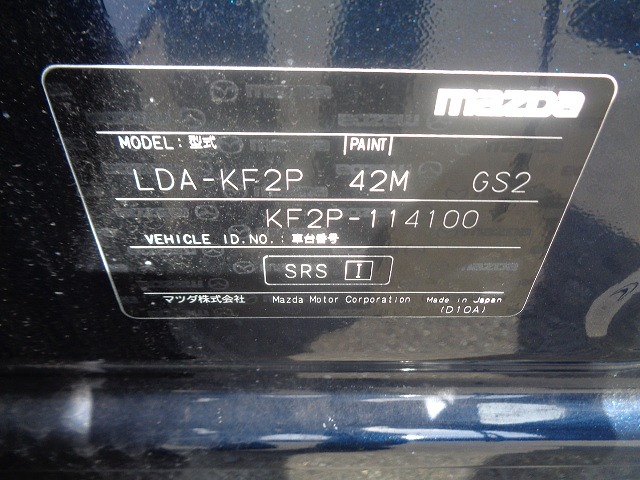 mazda
MODEL：型式 PAINT
LDA-KF2P 42M GS2
KF2P-114100
VEHICLE ID.NO.：車台番号
SRS I
マツダ株式会社 Mazda Motor Corporation Made in Japan
(D10A)